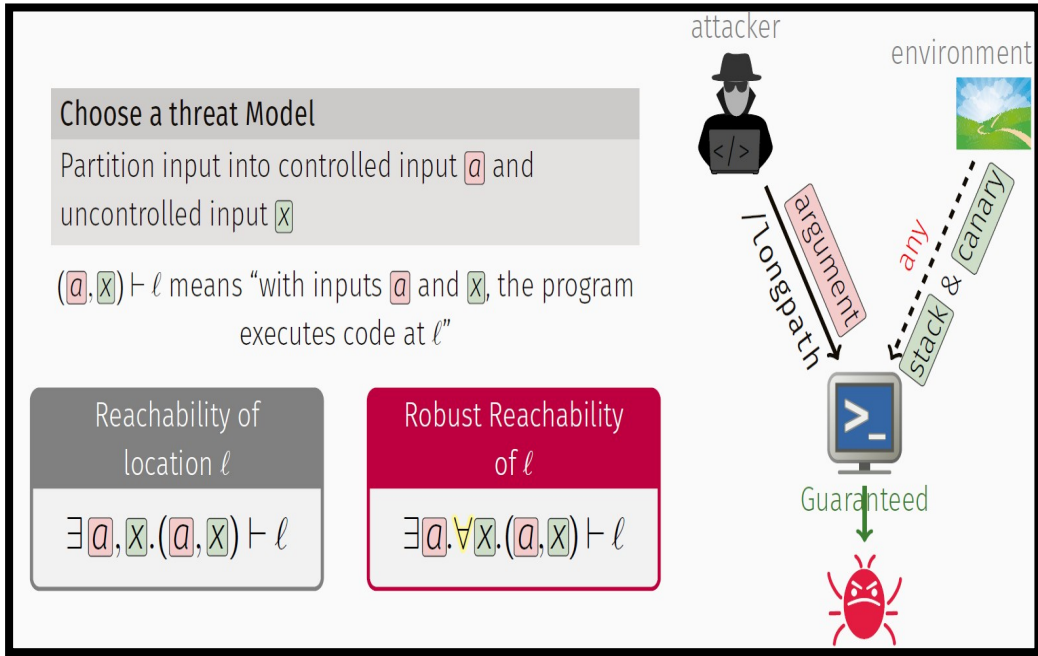 attacker
environment
Choose a threat Model
Partition input into controlled input a and
uncontrolled input x
(a, x) ⊢ ℓ means “with inputs a and x, the program
executes code at ℓ”
</>
argument
/longpath
any
stack & canary
Reachability of
location ℓ
∃a, x.(a, x) ⊢ ℓ
Robust Reachability
of ℓ
∃a.∀x.(a, x) ⊢ ℓ
>_
Guaranteed